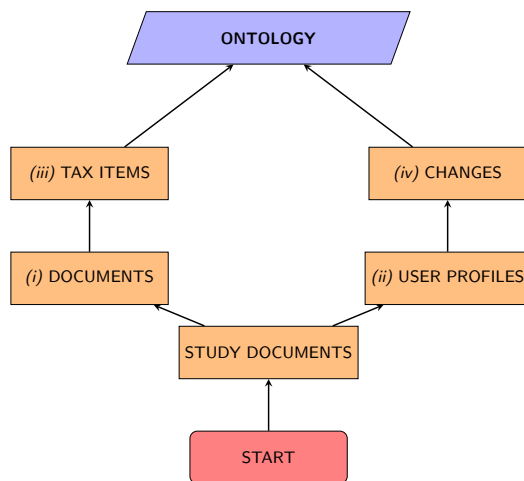 ONTOLOGY
(iii) TAX ITEMS
(iv) CHANGES
(i) DOCUMENTS
(ii) USER PROFILES
STUDY DOCUMENTS
START